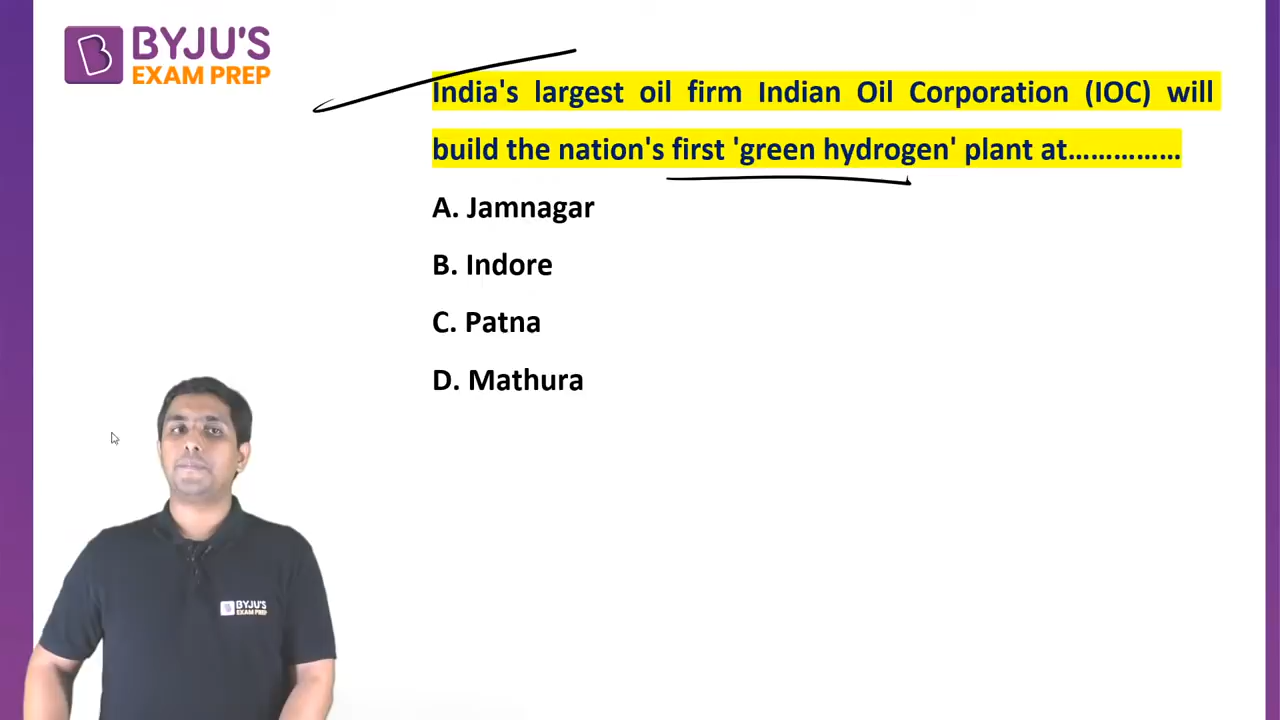 BYJU'S
EXAM PREP
India's largest oil firm Indian Oil Corporation (IOC) will
build the nation's first 'green hydrogen' plant at……………
A. Jamnagar
B. Indore
C. Patna
D. Mathura
BYJU'S
EXAM PREP